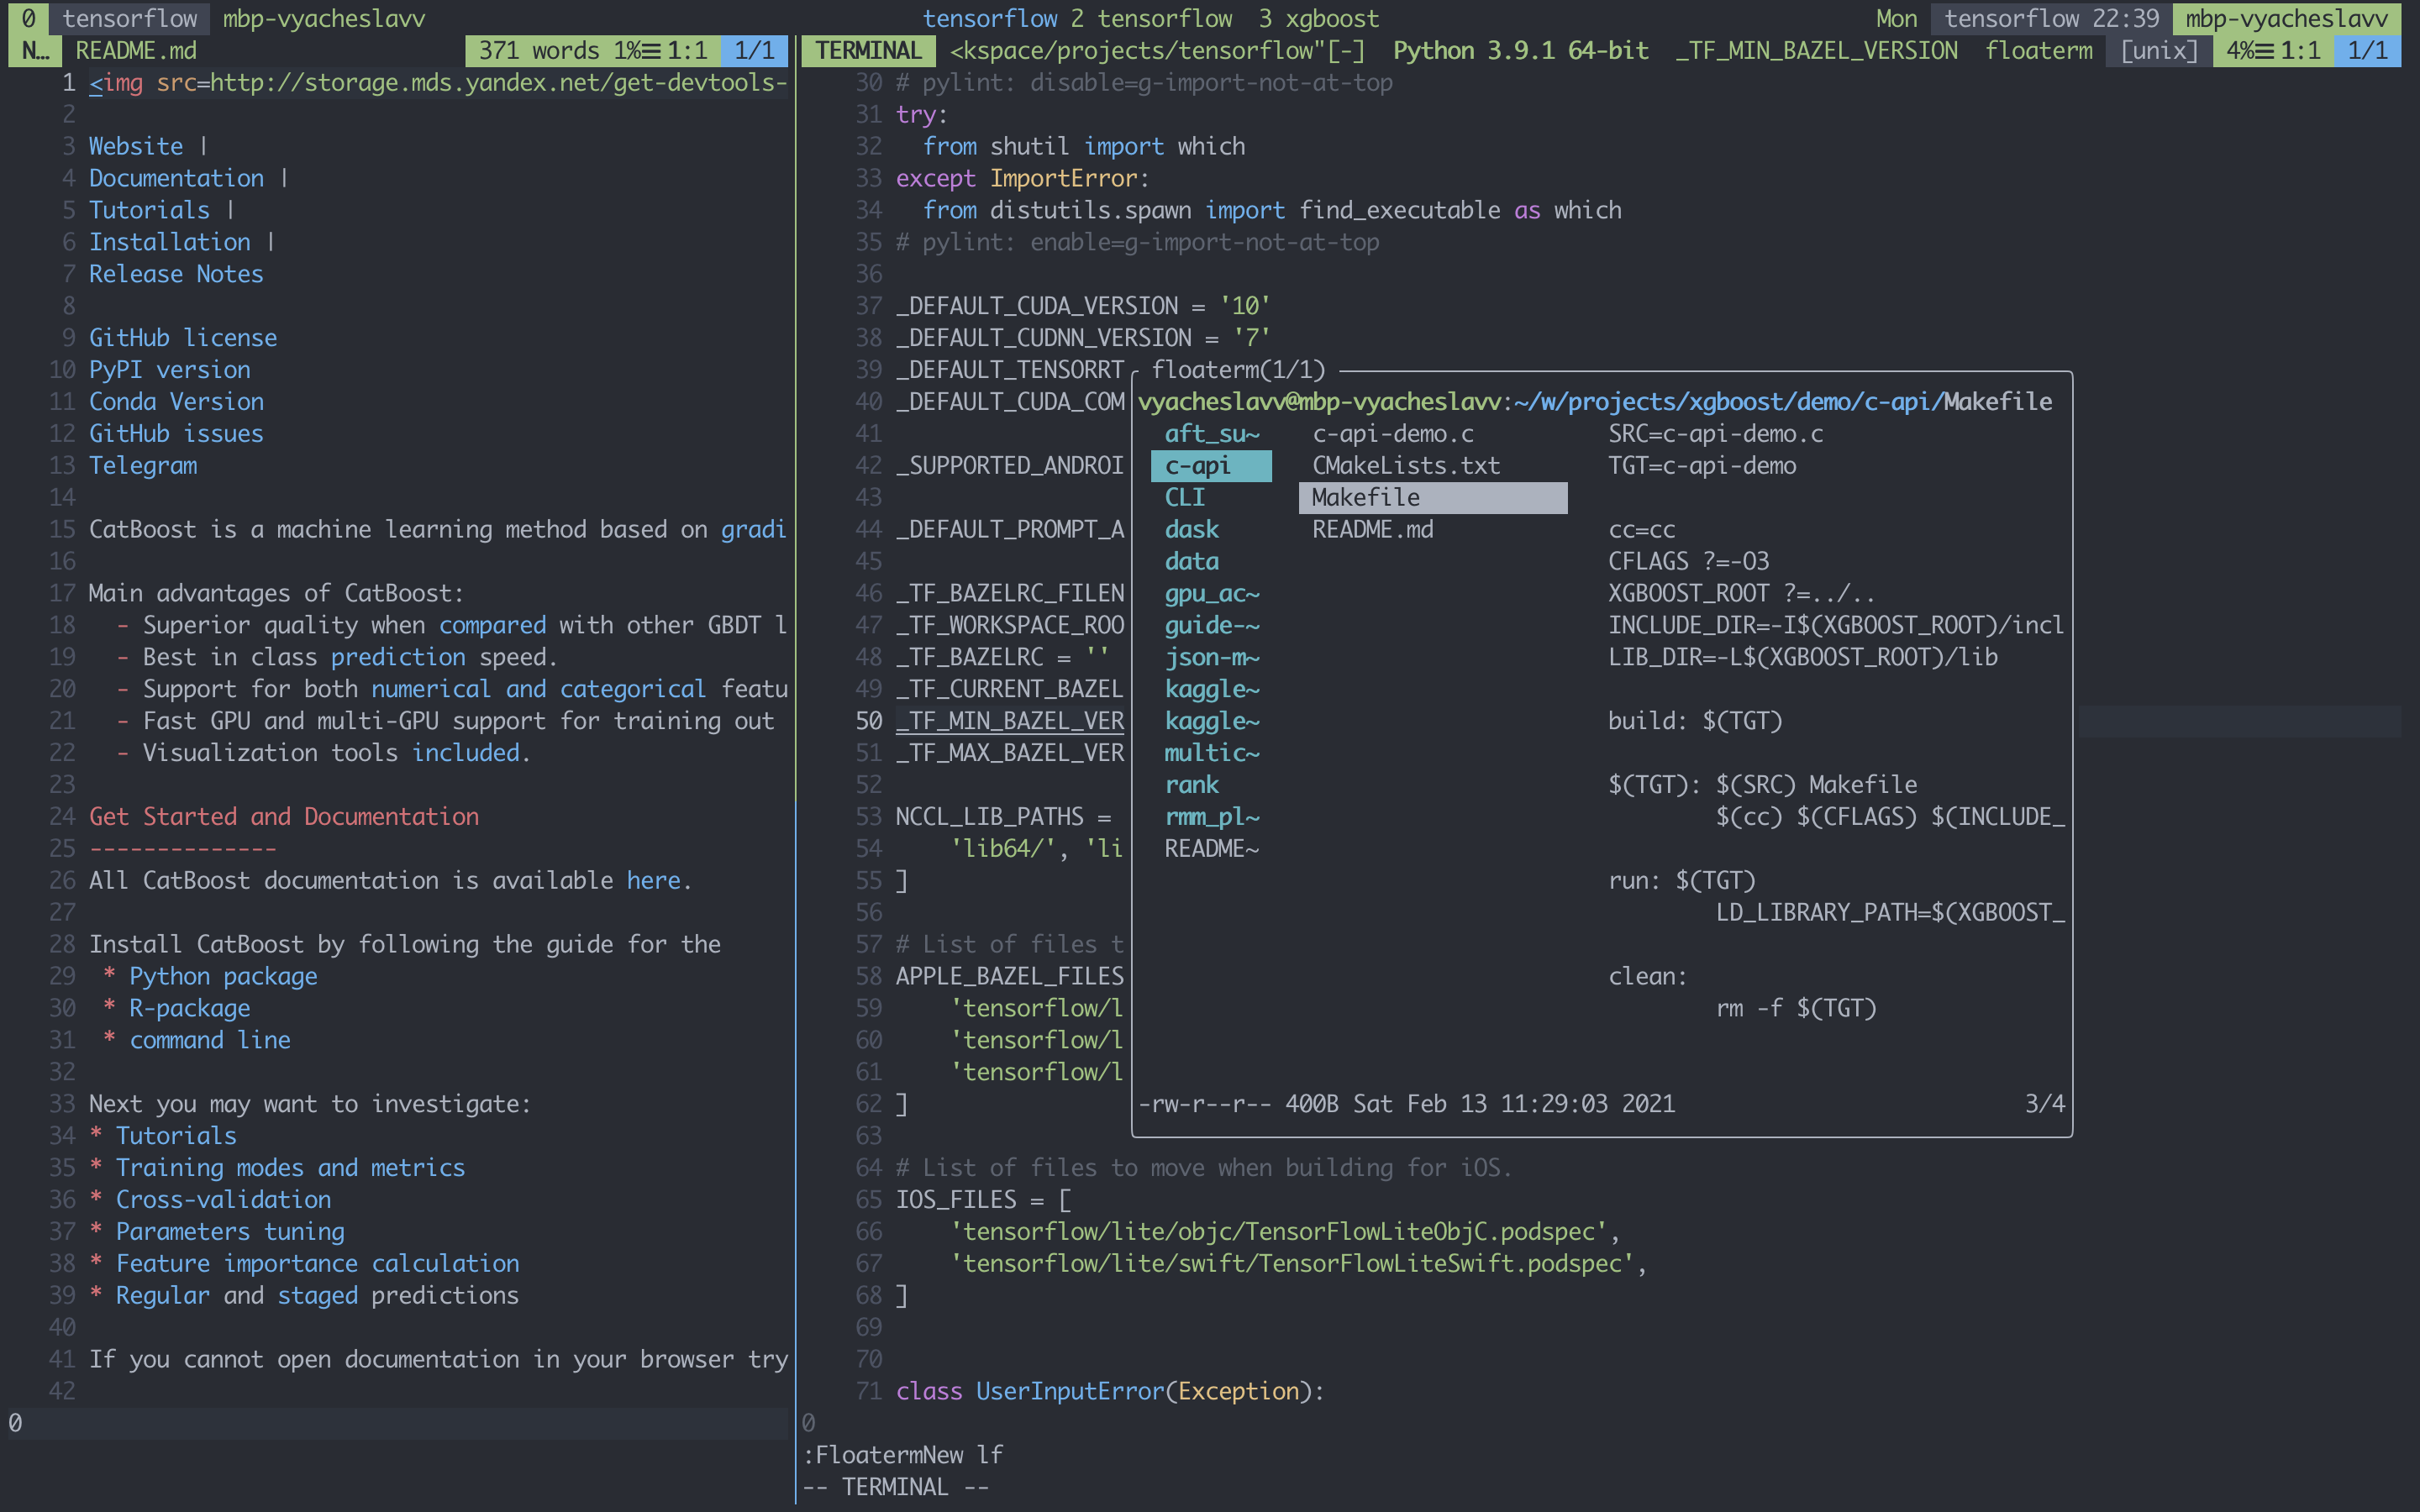 0 tensorflow mbp-vyacheslavv tensorflow 2 tensorflow 3 xgboost Mon tensorflow 22:39 mbp-vyacheslavv
N… README.md 371 words 1%≡ 1:1 1/1
1 <img src=http://storage.mds.yandex.net/get-devtools-
2
3 Website |
4 Documentation |
5 Tutorials |
6 Installation |
7 Release Notes
8
9 GitHub license
10 PyPI version
11 Conda Version
12 GitHub issues
13 Telegram
14
15 CatBoost is a machine learning method based on gradi
16
17 Main advantages of CatBoost:
18   - Superior quality when compared with other GBDT l
19   - Best in class prediction speed.
20   - Support for both numerical and categorical featu
21   - Fast GPU and multi-GPU support for training out
22   - Visualization tools included.
23
24 Get Started and Documentation
25 --------------
26 All CatBoost documentation is available here.
27
28 Install CatBoost by following the guide for the
29  * Python package
30  * R-package
31  * command line
32
33 Next you may want to investigate:
34 * Tutorials
35 * Training modes and metrics
36 * Cross-validation
37 * Parameters tuning
38 * Feature importance calculation
39 * Regular and staged predictions
40
41 If you cannot open documentation in your browser try
42
0
TERMINAL <kspace/projects/tensorflow"[-] Python 3.9.1 64-bit _TF_MIN_BAZEL_VERSION floaterm [unix] 4%≡ 1:1 1/1
30 # pylint: disable=g-import-not-at-top
31 try:
32   from shutil import which
33 except ImportError:
34   from distutils.spawn import find_executable as which
35 # pylint: enable=g-import-not-at-top
36
37 _DEFAULT_CUDA_VERSION = '10'
38 _DEFAULT_CUDNN_VERSION = '7'
39 _DEFAULT_TENSORRT
40 _DEFAULT_CUDA_COM
41
42 _SUPPORTED_ANDROI
43
44 _DEFAULT_PROMPT_A
45
46 _TF_BAZELRC_FILEN
47 _TF_WORKSPACE_ROO
48 _TF_BAZELRC = ''
49 _TF_CURRENT_BAZEL
50 _TF_MIN_BAZEL_VER
51 _TF_MAX_BAZEL_VER
52
53 NCCL_LIB_PATHS =
54     'lib64/', 'li
55 ]
56
57 # List of files t
58 APPLE_BAZEL_FILES
59     'tensorflow/l
60     'tensorflow/l
61     'tensorflow/l
62 ]
63
64 # List of files to move when building for iOS.
65 IOS_FILES = [
66     'tensorflow/lite/objc/TensorFlowLiteObjC.podspec',
67     'tensorflow/lite/swift/TensorFlowLiteSwift.podspec',
68 ]
69
70
71 class UserInputError(Exception):
0
:FloatermNew lf
-- TERMINAL --
floaterm(1/1)
vyacheslavv@mbp-vyacheslavv:~/w/projects/xgboost/demo/c-api/Makefile
aft_su~
c-api
CLI
dask
data
gpu_ac~
guide-~
json-m~
kaggle~
kaggle~
multic~
rank
rmm_pl~
README~
c-api-demo.c
CMakeLists.txt
Makefile
README.md
SRC=c-api-demo.c
TGT=c-api-demo
cc=cc
CFLAGS ?=-O3
XGBOOST_ROOT ?=../..
INCLUDE_DIR=-I$(XGBOOST_ROOT)/incl
LIB_DIR=-L$(XGBOOST_ROOT)/lib
build: $(TGT)
$(TGT): $(SRC) Makefile
        $(cc) $(CFLAGS) $(INCLUDE_
run: $(TGT)
        LD_LIBRARY_PATH=$(XGBOOST_
clean:
        rm -f $(TGT)
-rw-r--r-- 400B Sat Feb 13 11:29:03 2021 3/4